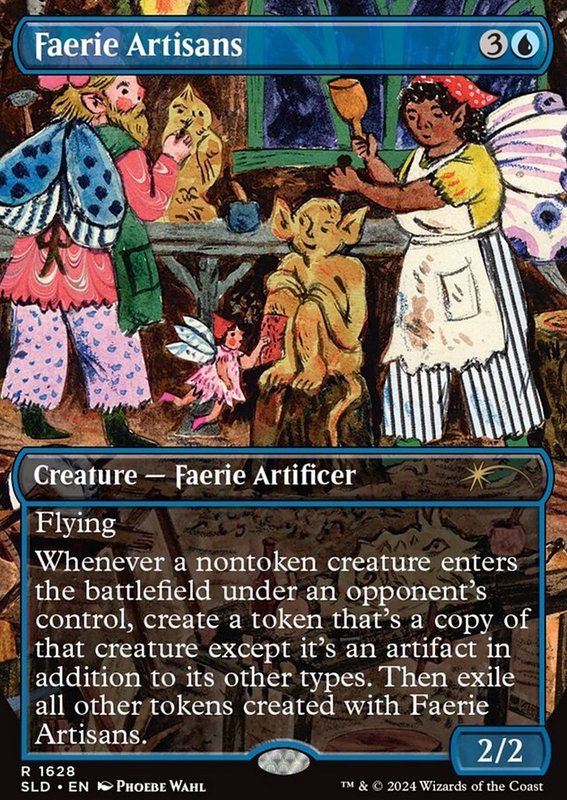 Faerie Artisans 3
Creature — Faerie Artificer
Flying
Whenever a nontoken creature enters
the battlefield under an opponent's
control, create a token that's a copy of
that creature except it's an artifact in
addition to its other types. Then exile
all other tokens created with Faerie
Artisans.
2/2
R 1628
SLD • EN Phoebe Wahl
™ & © 2024 Wizards of the Coast